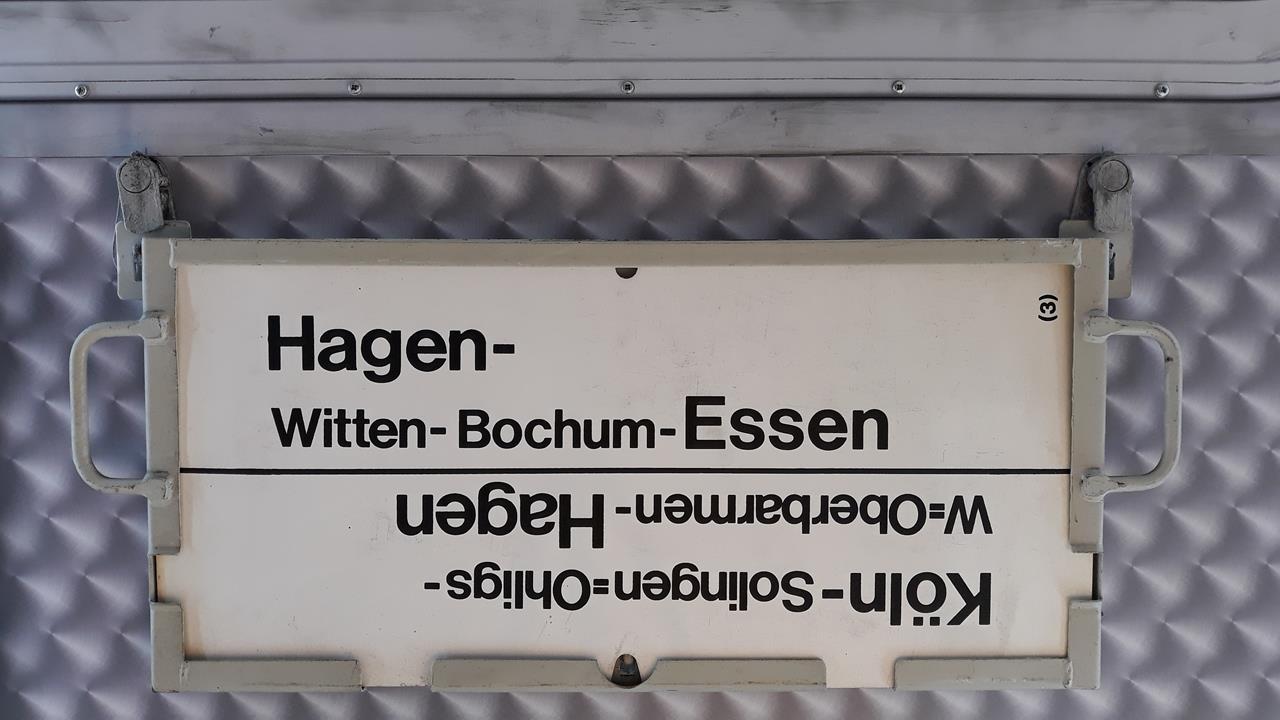 Hagen-
Witten-Bochum-Essen
(3)
Köln-Solingen=Ohligs-
W=Oberbarmen-Hagen